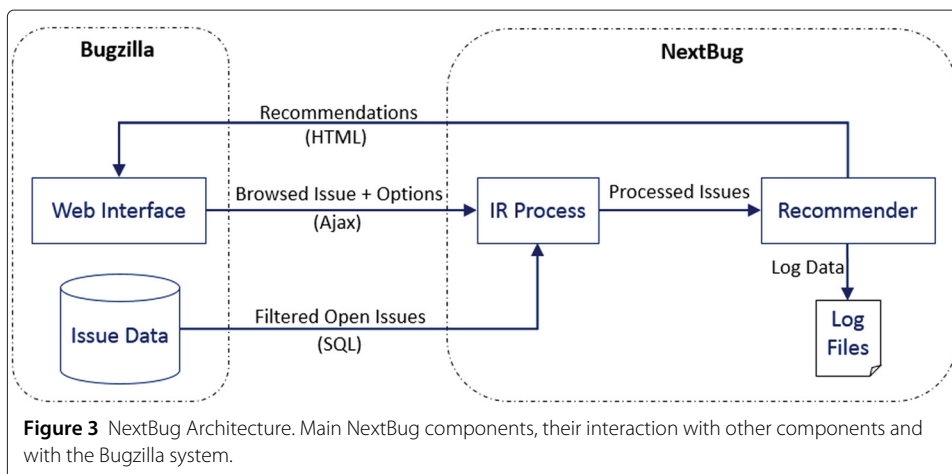 Bugzilla
NextBug
Recommendations
(HTML)
Web Interface
Browsed Issue + Options
(Ajax)
IR Process
Processed Issues
Recommender
Log Data
Issue Data
Filtered Open Issues
(SQL)
Log
Files
Figure 3 NextBug Architecture. Main NextBug components, their interaction with other components and
with the Bugzilla system.